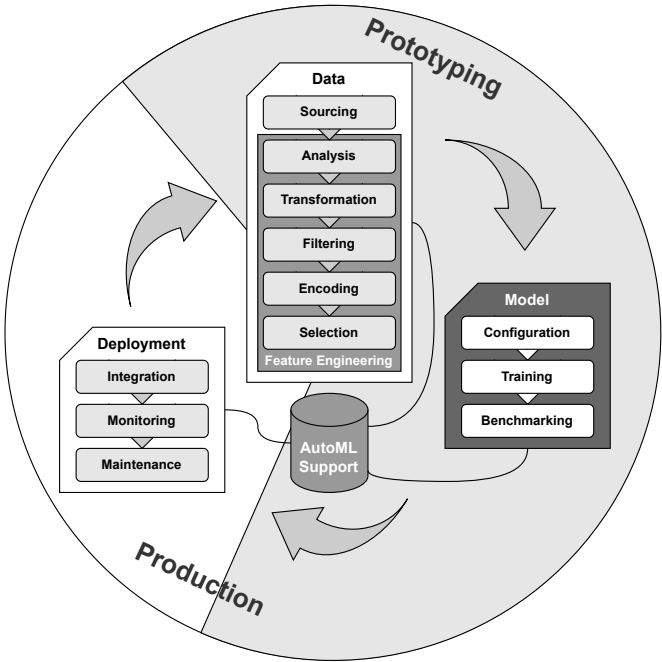 Prototyping
Data
Sourcing
Analysis
Transformation
Filtering
Encoding
Selection
Feature Engineering
Model
Configuration
Training
Benchmarking
Deployment
Integration
Monitoring
Maintenance
AutoML
Support
Production